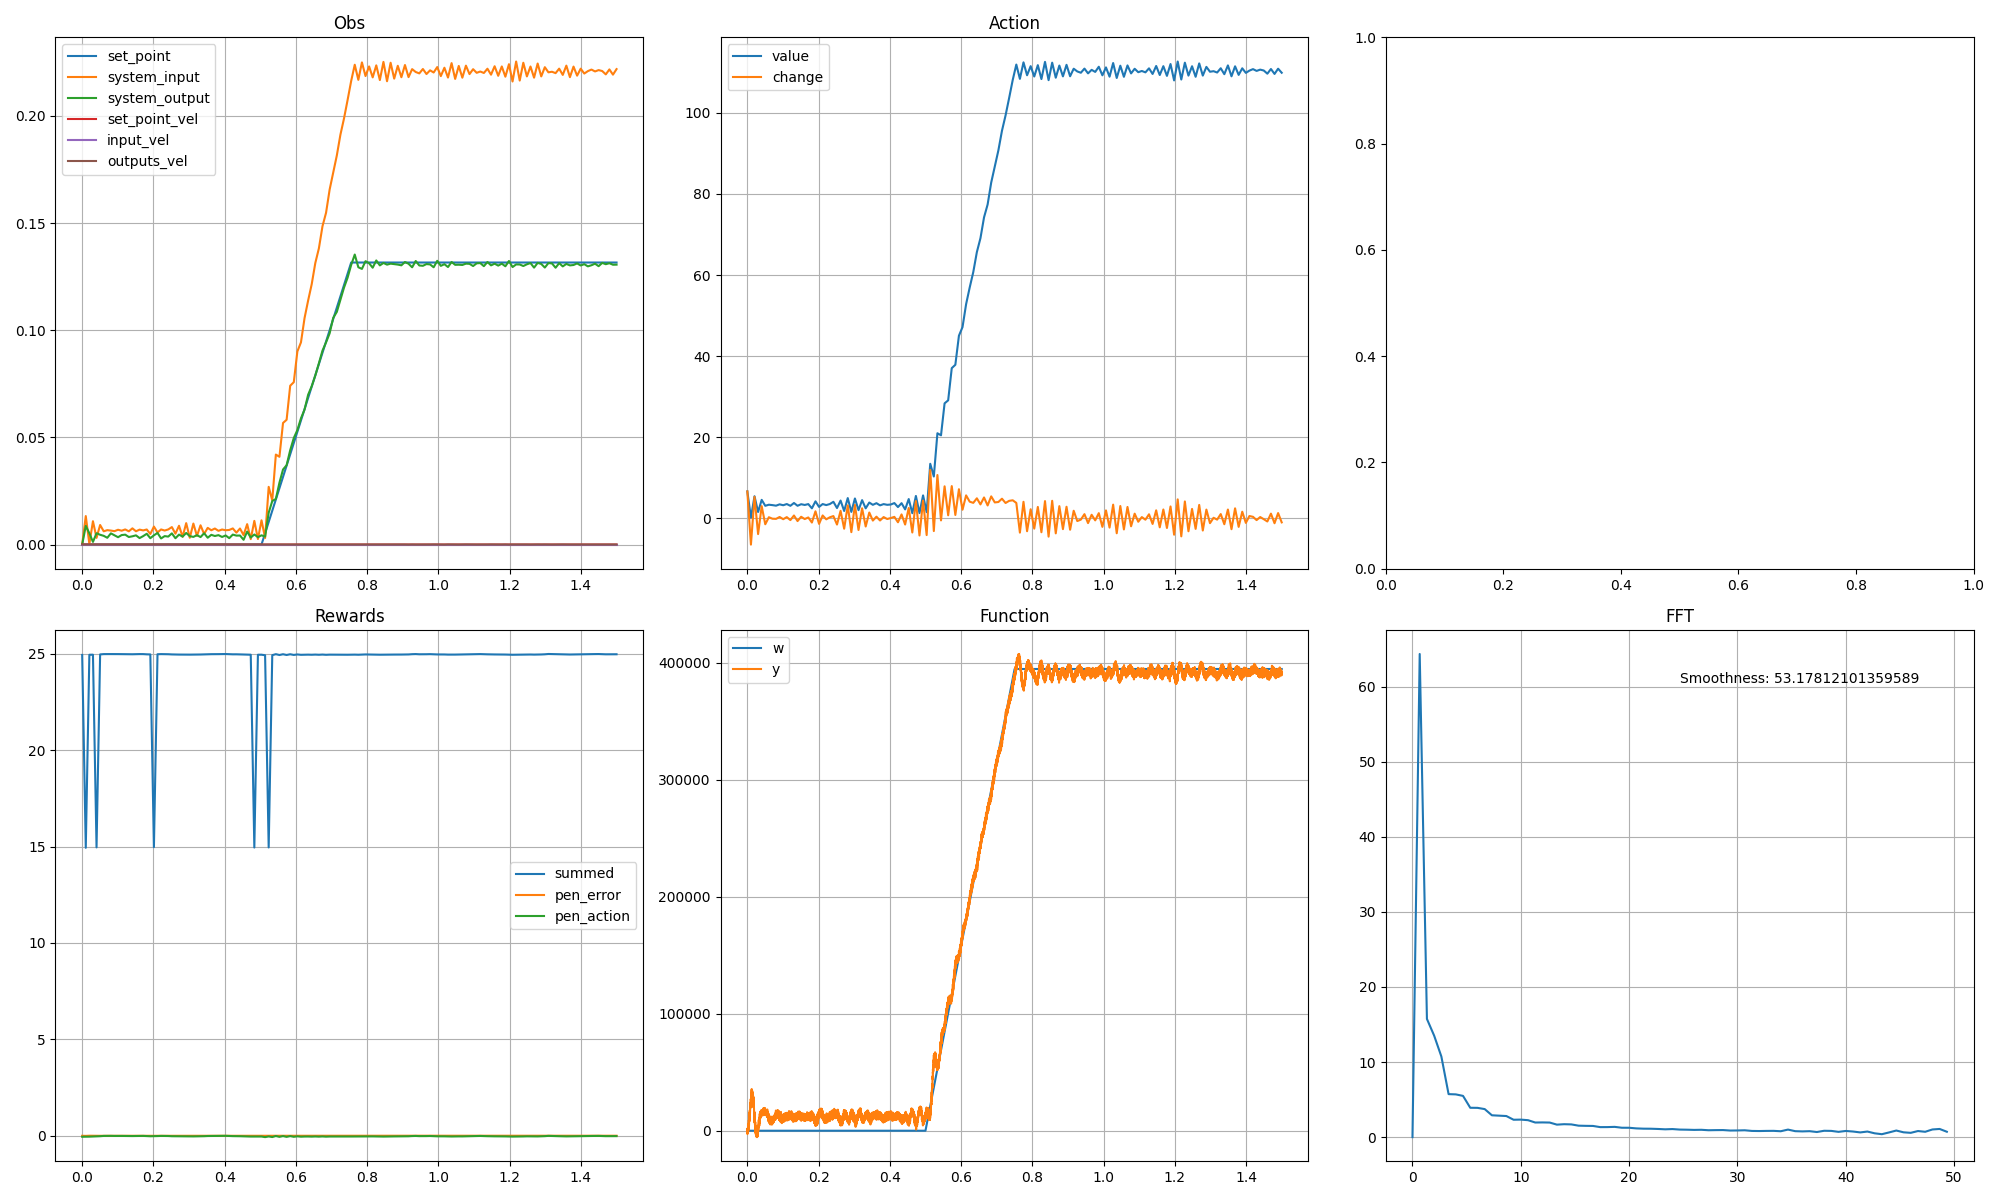 Obs
set_point
system_input
system_output
set_point_vel
input_vel
outputs_vel
0.20
0.15
0.10
0.05
0.00
0.0 0.2 0.4 0.6 0.8 1.0 1.2 1.4
Action
value
change
100
80
60
40
20
0
0.0 0.2 0.4 0.6 0.8 1.0 1.2 1.4
1.0
0.8
0.6
0.4
0.2
0.0
0.0 0.2 0.4 0.6 0.8 1.0
Rewards
25
20
15
10
5
0
summed
pen_error
pen_action
0.0 0.2 0.4 0.6 0.8 1.0 1.2 1.4
Function
w
y
400000
300000
200000
100000
0
0.0 0.2 0.4 0.6 0.8 1.0 1.2 1.4
FFT
Smoothness: 53.17812101359589
60
50
40
30
20
10
0
0 10 20 30 40 50